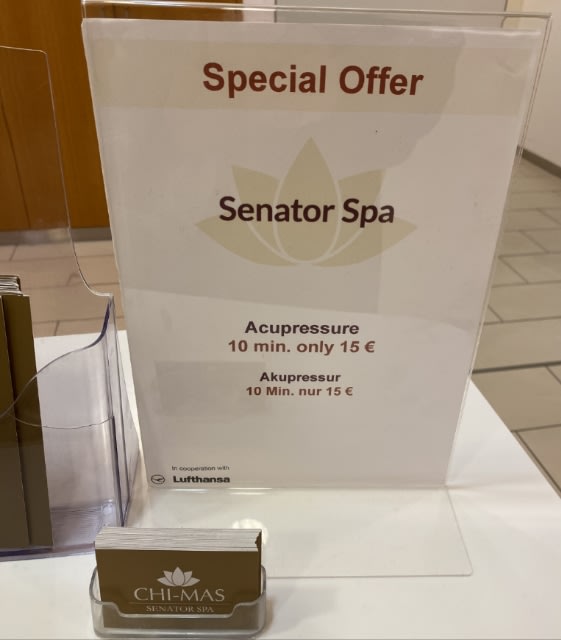 Special Offer
Senator Spa
Acupressure
10 min. only 15 €
Akupressur
10 Min. nur 15 €
In cooperation with
Lufthansa
CHI-MAS
SENATOR SPA